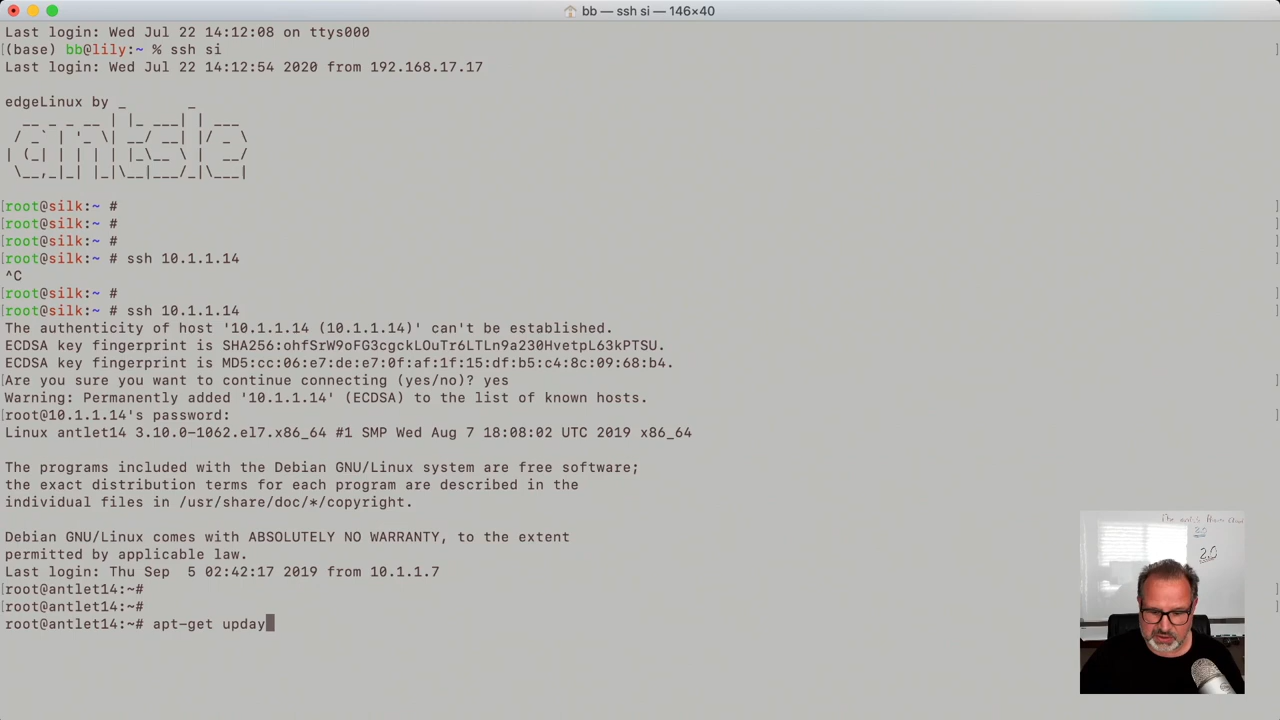 bb — ssh si — 146×40
Last login: Wed Jul 22 14:12:08 on ttys000
(base) bb@lily:~ % ssh si
Last login: Wed Jul 22 14:12:54 2020 from 192.168.17.17
edgeLinux by
antsle
root@silk:~ #
root@silk:~ #
root@silk:~ #
root@silk:~ # ssh 10.1.1.14
^C
root@silk:~ #
root@silk:~ # ssh 10.1.1.14
The authenticity of host '10.1.1.14 (10.1.1.14)' can't be established.
ECDSA key fingerprint is SHA256:ohfSrW9oFG3cgckLOuTr6LTLn9a230HvetpL63kPTSU.
ECDSA key fingerprint is MD5:cc:06:e7:de:e7:0f:af:1f:15:df:b5:c4:8c:09:68:b4.
Are you sure you want to continue connecting (yes/no)? yes
Warning: Permanently added '10.1.1.14' (ECDSA) to the list of known hosts.
root@10.1.1.14's password:
Linux antlet14 3.10.0-1062.el7.x86_64 #1 SMP Wed Aug 7 18:08:02 UTC 2019 x86_64
The programs included with the Debian GNU/Linux system are free software;
the exact distribution terms for each program are described in the
individual files in /usr/share/doc/*/copyright.
Debian GNU/Linux comes with ABSOLUTELY NO WARRANTY, to the extent
permitted by applicable law.
Last login: Thu Sep  5 02:42:17 2019 from 10.1.1.7
root@antlet14:~#
root@antlet14:~#
root@antlet14:~# apt-get upday
2.0